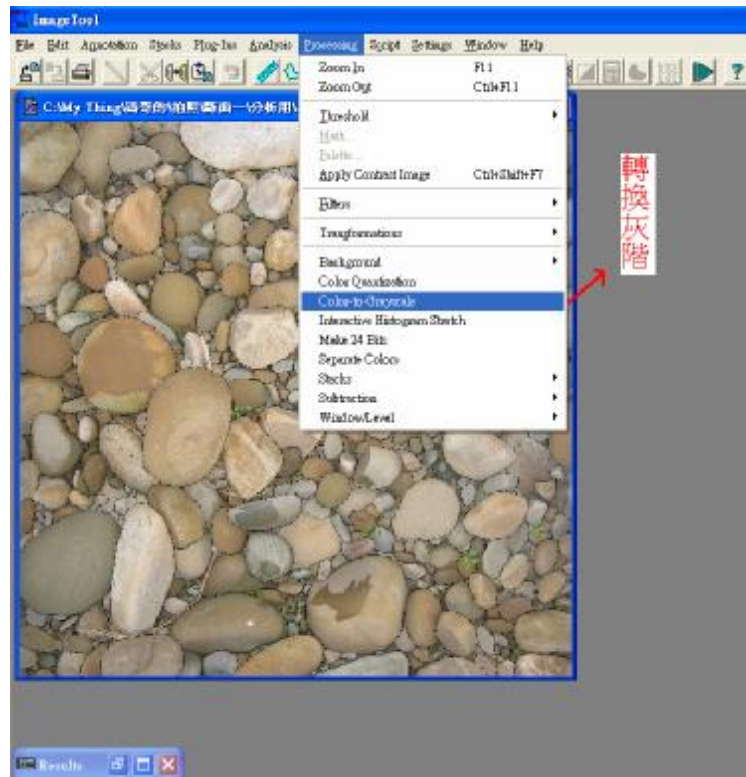 ImageTool
File Edit Annotation Stacks Plug-Ins Analysis Processing Script Settings Window Help
Zoom In F11
Zoom Out Ctrl+F11
Threshold
Math...
Palette...
Apply Contrast Image Ctrl+Shift+F7
Filters
Transformations
Background
Color Quantization
Color-to-Grayscale
Interactive Histogram Stretch
Make 24 Bits
Separate Colors
Stacks
Subtraction
Window/Level
轉換灰階
Results